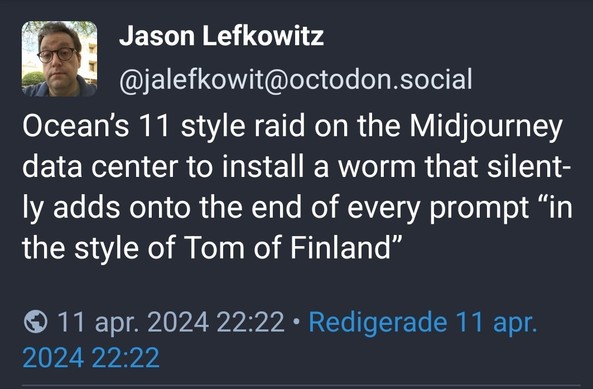 Jason Lefkowitz
@jalefkowit@octodon.social
Ocean’s 11 style raid on the Midjourney
data center to install a worm that silent-
ly adds onto the end of every prompt “in
the style of Tom of Finland”
11 apr. 2024 22:22 • Redigerade 11 apr.
2024 22:22